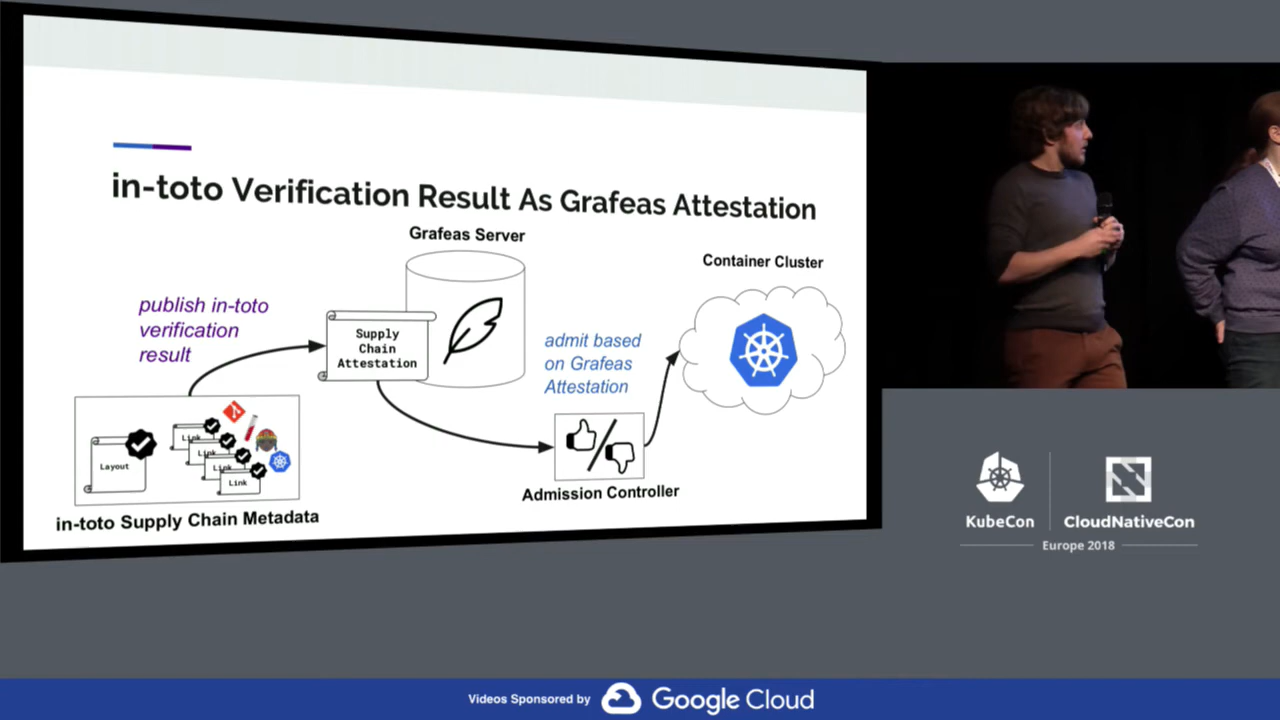 in-toto Verification Result As Grafeas Attestation
Grafeas Server
Container Cluster
publish in-toto
verification
result
Supply
Chain
Attestation
admit based
on Grafeas
Attestation
Layout
Link
Link
Link
Link
Admission Controller
in-toto Supply Chain Metadata
KubeCon
CloudNativeCon
Europe 2018
Videos Sponsored by
Google Cloud